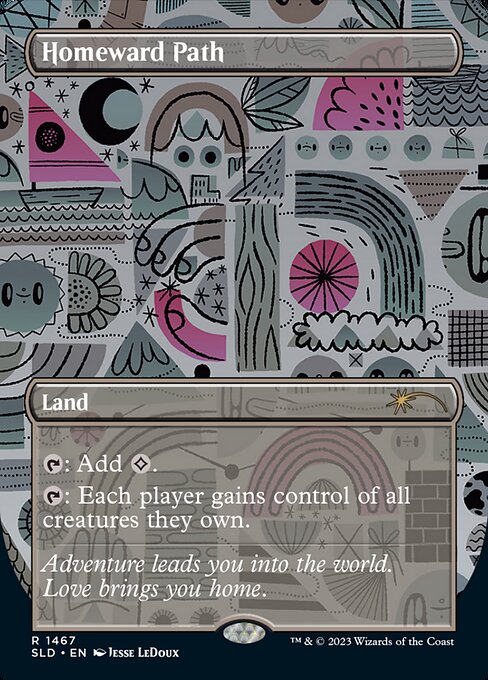 Homeward Path
Land
: Add .
: Each player gains control of all
creatures they own.
Adventure leads you into the world.
Love brings you home.
R 1467
SLD • EN Jesse LeDoux
™ & © 2023 Wizards of the Coast